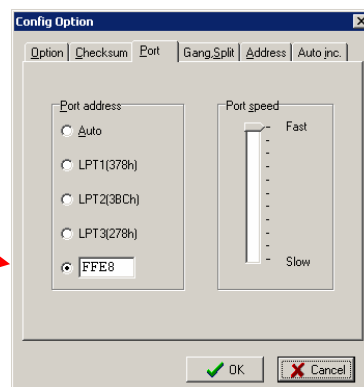 Config Option
Option Checksum Port Gang,Split Address Auto inc.
Port address
Auto
LPT1(378h)
LPT2(3BCh)
LPT3(278h)
FFE8
Port speed
Fast
Slow
OK Cancel